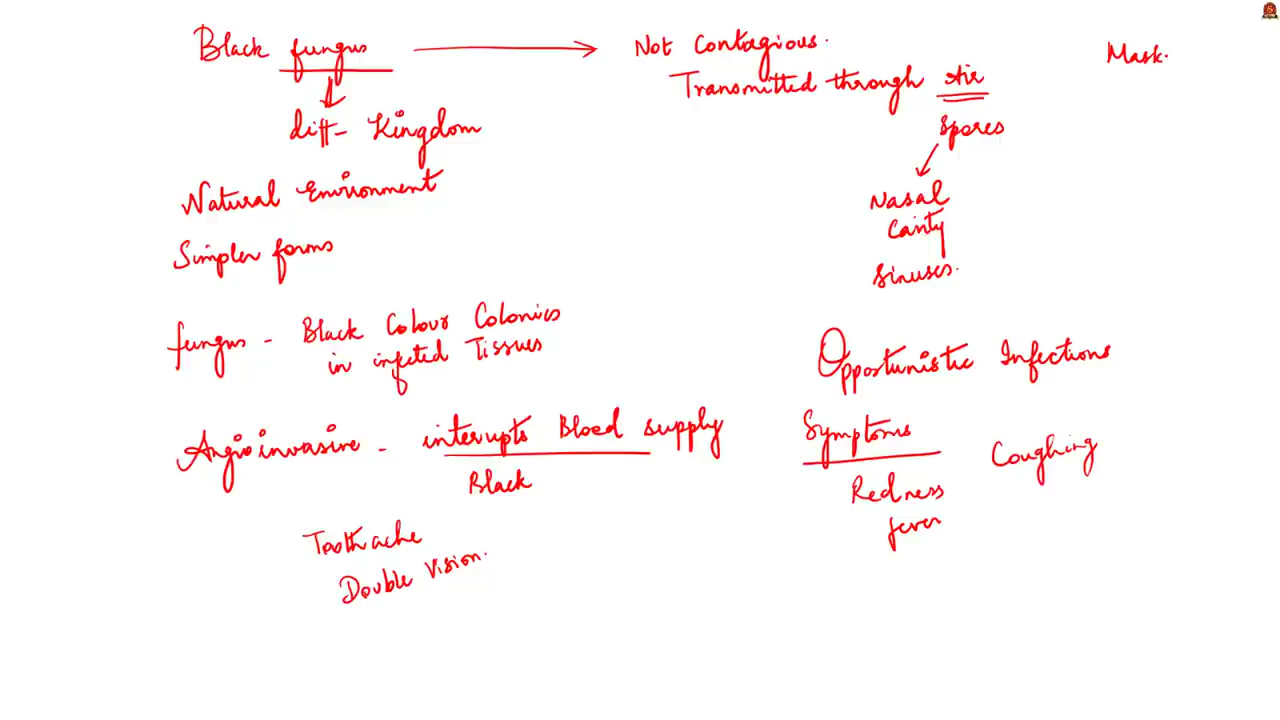 Black fungus
Not Contagious.
Mask.
Transmitted through Air
diff- Kingdom
Spores
Natural Environment
Nasal
Cavity
Simpler forms
Sinuses.
fungus - Black Colour Colonies
in infected Tissues
Opportunistic Infections
Angioinvasive - interupts Blood supply
Black
Symptoms
Coughing
Redness
fever
Toothache
Double Vision.